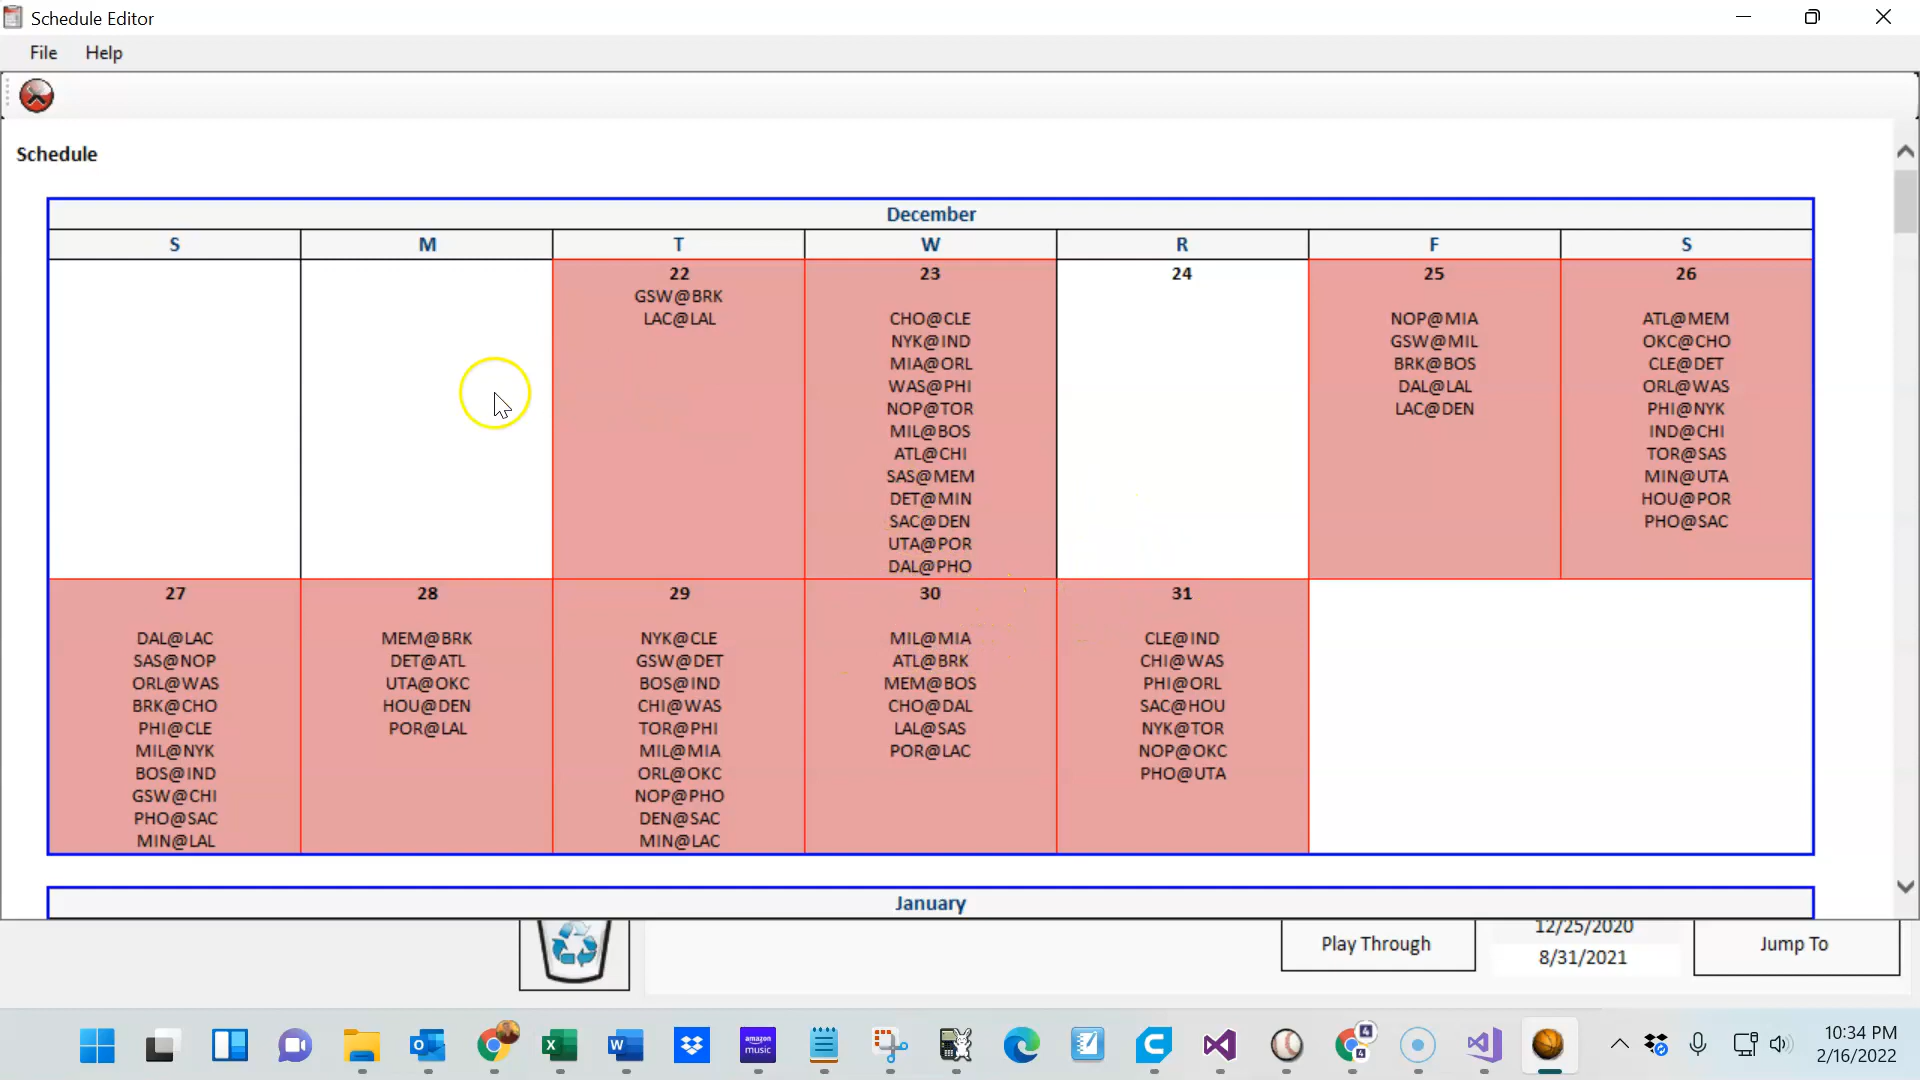 Schedule Editor
File Help
Schedule
December
S M T W R F S
22 23 24 25 26
GSW@BRK
LAC@LAL
CHO@CLE
NYK@IND
MIA@ORL
WAS@PHI
NOP@TOR
MIL@BOS
ATL@CHI
SAS@MEM
DET@MIN
SAC@DEN
UTA@POR
DAL@PHO
NOP@MIA
GSW@MIL
BRK@BOS
DAL@LAL
LAC@DEN
ATL@MEM
OKC@CHO
CLE@DET
ORL@WAS
PHI@NYK
IND@CHI
TOR@SAS
MIN@UTA
HOU@POR
PHO@SAC
27 28 29 30 31
DAL@LAC
SAS@NOP
ORL@WAS
BRK@CHO
PHI@CLE
MIL@NYK
BOS@IND
GSW@CHI
PHO@SAC
MIN@LAL
MEM@BRK
DET@ATL
UTA@OKC
HOU@DEN
POR@LAL
NYK@CLE
GSW@DET
BOS@IND
CHI@WAS
TOR@PHI
MIL@MIA
ORL@OKC
NOP@PHO
DEN@SAC
MIN@LAC
MIL@MIA
ATL@BRK
MEM@BOS
CHO@DAL
LAL@SAS
POR@LAC
CLE@IND
CHI@WAS
PHI@ORL
SAC@HOU
NYK@TOR
NOP@OKC
PHO@UTA
January
Play Through
12/25/2020
8/31/2021
Jump To
amazon
music
4
4
10:34 PM
2/16/2022